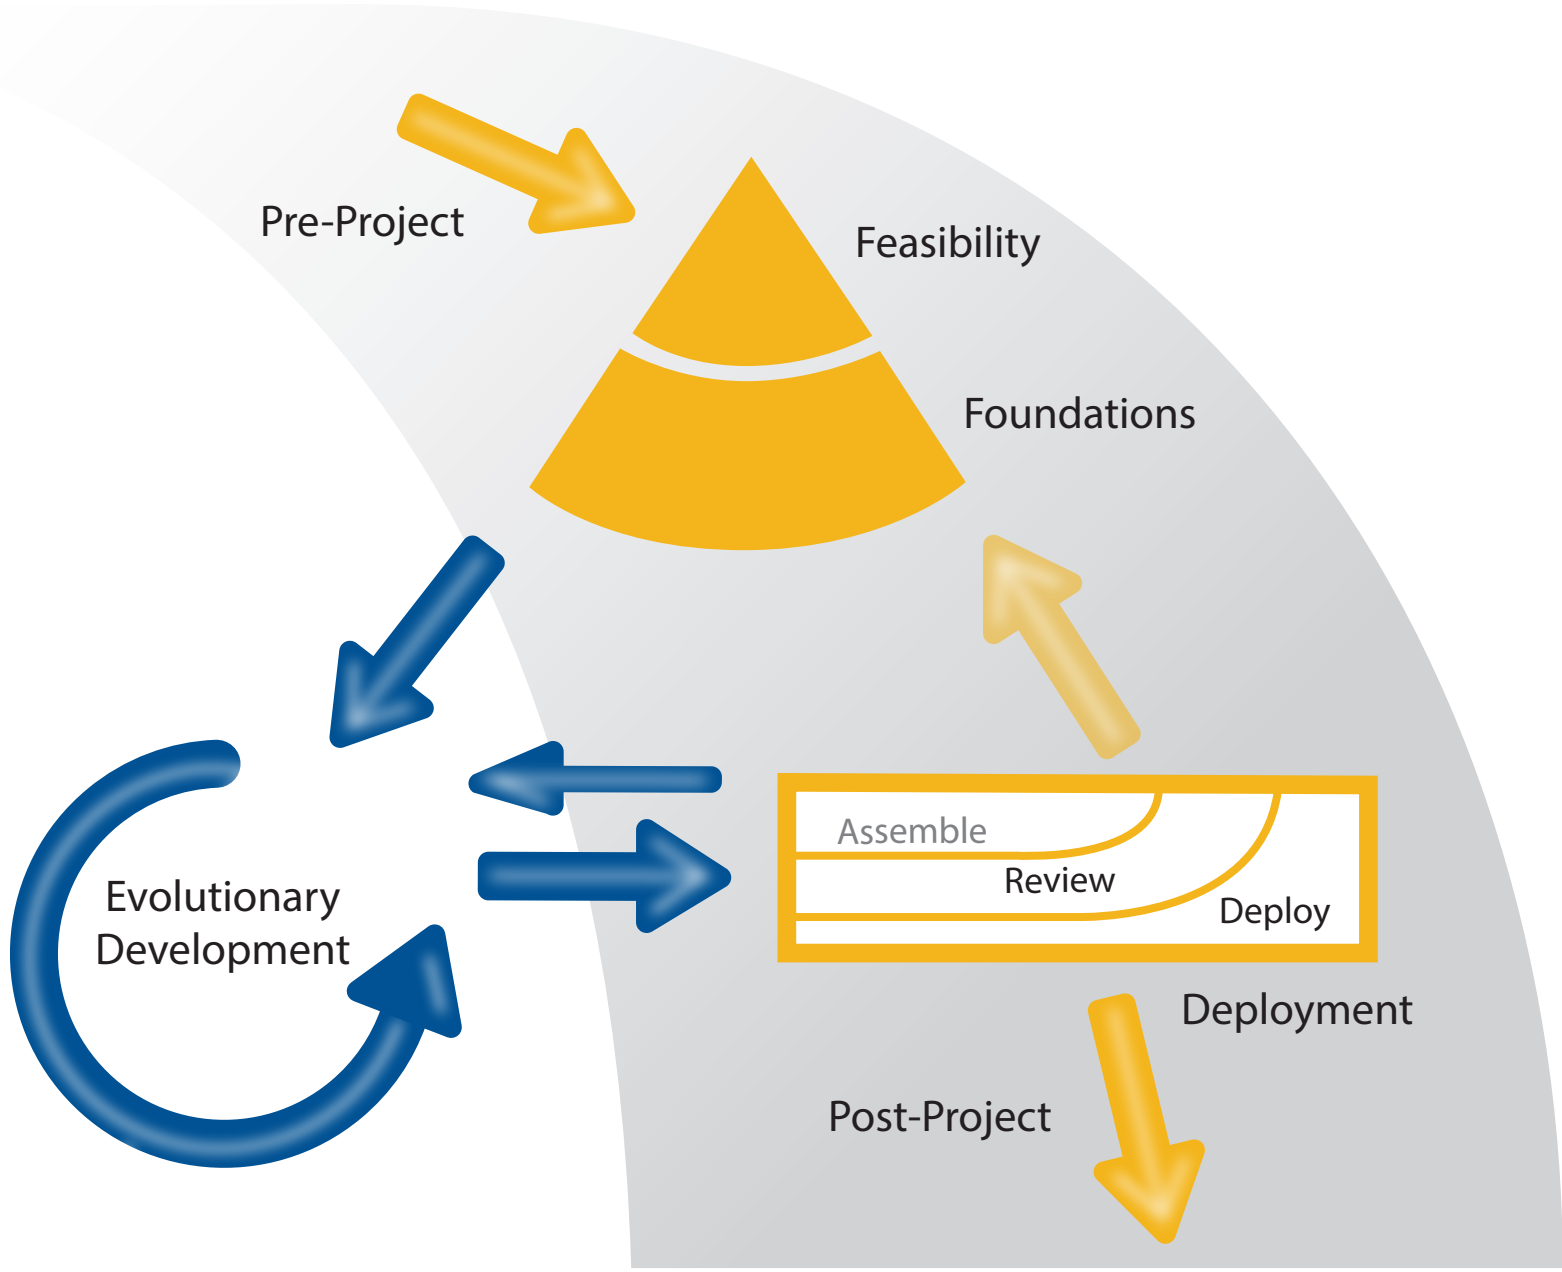 Pre-Project
Feasibility
Foundations
Assemble
Review
Deploy
Evolutionary
Development
Deployment
Post-Project